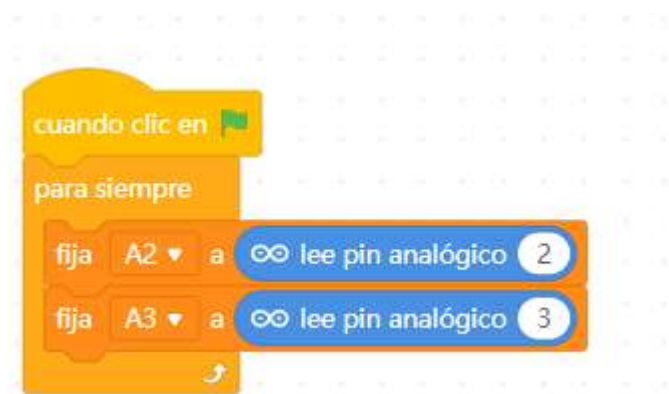 cuando clic en
para siempre
fija A2 a lee pin analógico 2
fija A3 a lee pin analógico 3